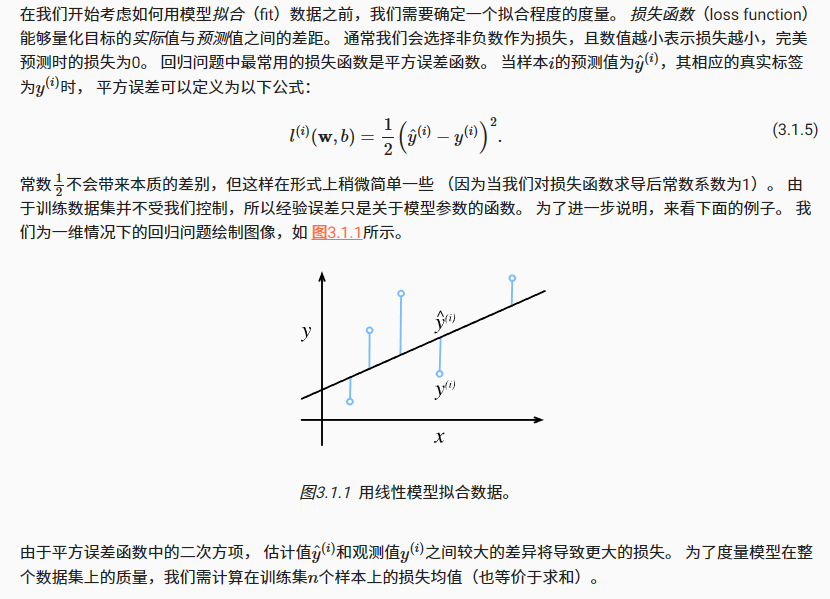 在我们开始考虑如何用模型拟合（fit）数据之前，我们需要确定一个拟合程度的度量。 损失函数（loss function）
能够量化目标的实际值与预测值之间的差距。 通常我们会选择非负数作为损失，且数值越小表示损失越小，完美
预测时的损失为0。 回归问题中最常用的损失函数是平方误差函数。 当样本i的预测值为ŷ⁽ⁱ⁾，其相应的真实标签
为y⁽ⁱ⁾时， 平方误差可以定义为以下公式：
l⁽ⁱ⁾(w, b) = 1/2 (ŷ⁽ⁱ⁾ − y⁽ⁱ⁾)². (3.1.5)
常数1/2不会带来本质的差别，但这样在形式上稍微简单一些 （因为当我们对损失函数求导后常数系数为1）。 由
于训练数据集并不受我们控制，所以经验误差只是关于模型参数的函数。 为了进一步说明，来看下面的例子。 我
们为一维情况下的回归问题绘制图像，如 图3.1.1所示。
ŷ⁽ⁱ⁾
y
y⁽ⁱ⁾
x
图3.1.1 用线性模型拟合数据。
由于平方误差函数中的二次方项， 估计值ŷ⁽ⁱ⁾和观测值y⁽ⁱ⁾之间较大的差异将导致更大的损失。 为了度量模型在整
个数据集上的质量，我们需计算在训练集n个样本上的损失均值（也等价于求和）。